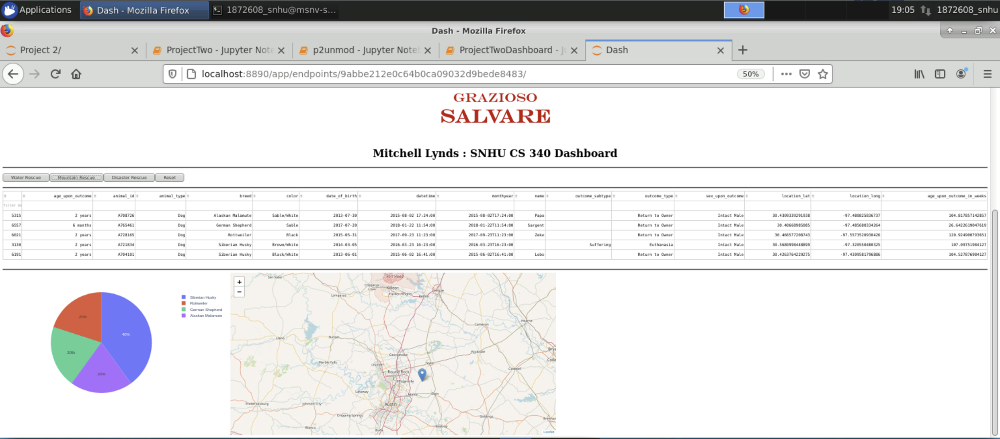 Applications Dash - Mozilla Firefox 1872608_snhu@msnv-s... 19:05 1872608_snhu
Dash - Mozilla Firefox
Project 2/ ProjectTwo - Jupyter Note p2unmod - Jupyter Note ProjectTwoDashboard - Dash
localhost:8890/app/endpoints/9abbe212e0c64b0ca09032d9bede8483/ 50%
GRAZIOSO
SALVARE
Mitchell Lynds : SNHU CS 340 Dashboard
Water Rescue Mountain Rescue Disaster Rescue Reset
age_upon_outcome animal_id animal_type breed color date_of_birth datetime monthyear name outcome_subtype outcome_type sex_upon_outcome location_lat location_long age_upon_outcome_in_weeks
filter da
5315 2 years A708726 Dog Alaskan Malamute Sable/White 2013-07-30 2015-08-02 17:24:00 2015-08-02T17:24:00 Papa Return to Owner Intact Male 30.4309339291938 -97.480825836737 104.817857142857
6557 6 months A765461 Dog German Shepherd Sable 2017-07-20 2018-01-22 11:54:00 2018-01-22T11:54:00 Sargent Return to Owner Intact Male 30.40668985085 -97.485680334264 26.6422619047619
6021 2 years A728165 Dog Rottweiler Black 2015-05-31 2017-09-23 11:23:00 2017-09-23T11:23:00 Zeke Return to Owner Intact Male 30.466577208743 -97.5573520930426 120.924900793651
3130 2 years A721834 Dog Siberian Husky Brown/White 2014-03-05 2016-03-23 16:23:00 2016-03-23T16:23:00 Suffering Euthanasia Intact Male 30.5680998448899 -97.320550480325 107.09751984127
6191 2 years A704101 Dog Siberian Husky Black/White 2013-06-01 2015-06-02 16:41:00 2015-06-02T16:41:00 Lobo Return to Owner Intact Male 30.4263764229275 -97.4309581796886 104.527876984127
Siberian Husky
Rottweiler
German Shepherd
Alaskan Malamute
20%
40%
20%
20%
+
−
San Saba
Fort Hood
Copperas Cove
Killeen
Harker Heights
Temple
Lampasas
Belton
Hearne
Cameron
Llano
Burnet
Rockdale
Georgetown
Marble Falls
Leander
Taylor
Caldwell
Round Rock
Pflugerville
Lakeway
Manor
Elgin
Fredericksburg
Johnson City
Austin
Dripping Springs
Giddings
Blanco
Bastrop
Buda
Leaflet